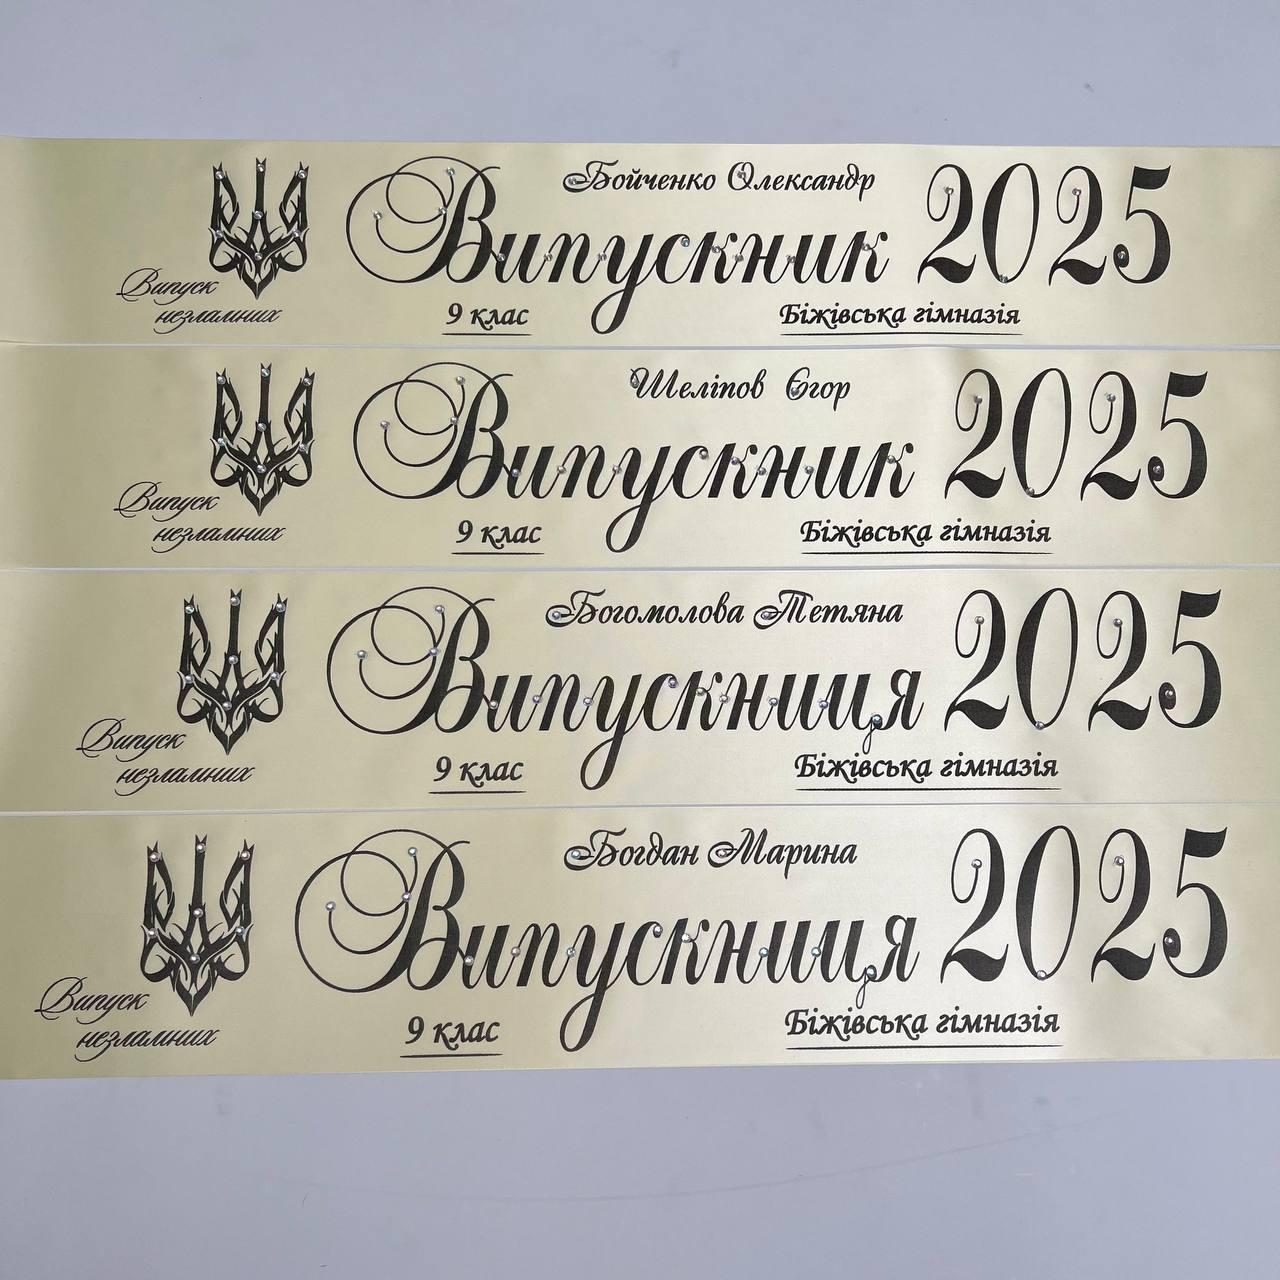 Бойченко Олександр
Випускник 2025
Випуск
незламних
9 клас
Біжівська гімназія
Шеліпов Єгор
Випускник 2025
Випуск
незламних
9 клас
Біжівська гімназія
Богомолова Тетяна
Випускниця 2025
Випуск
незламних
9 клас
Біжівська гімназія
Богдан Марина
Випускниця 2025
Випуск
незламних
9 клас
Біжівська гімназія